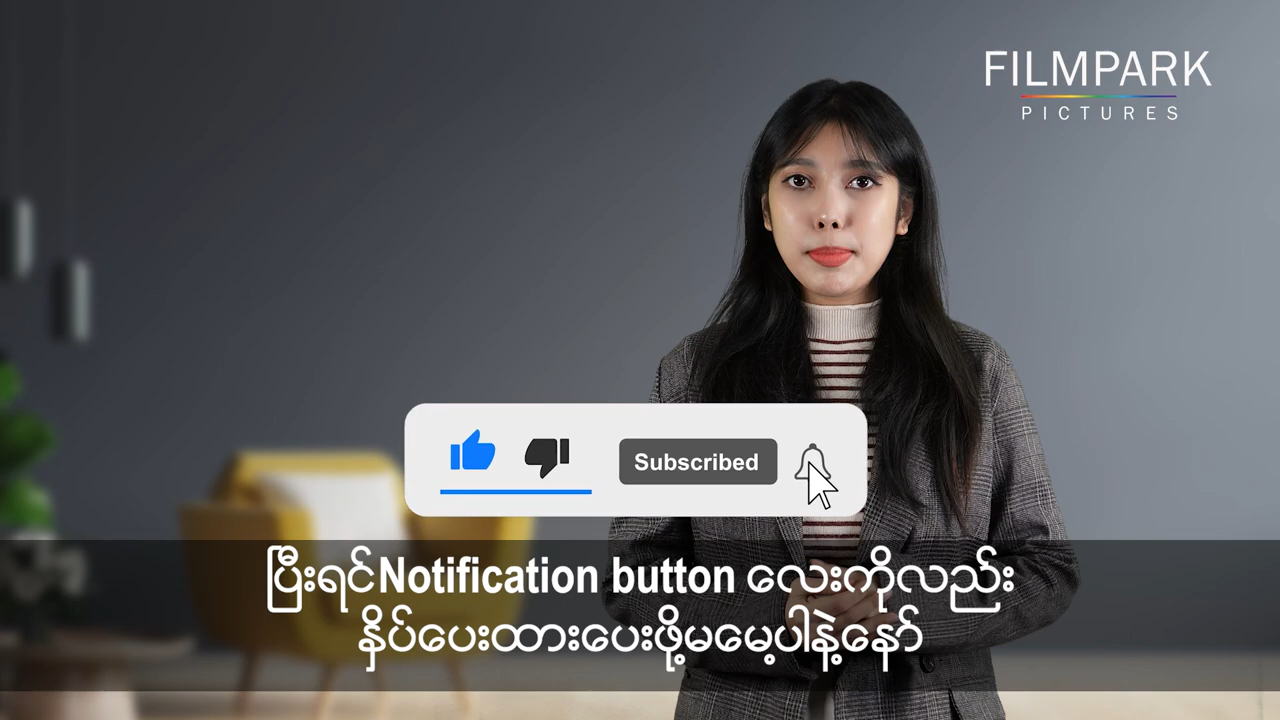 FILMPARK
PICTURES
Subscribed
ပြီးရင်Notification button လေးကိုလည်း
နှိပ်ပေးထားပေးဖို့မမေ့ပါနဲ့နော်